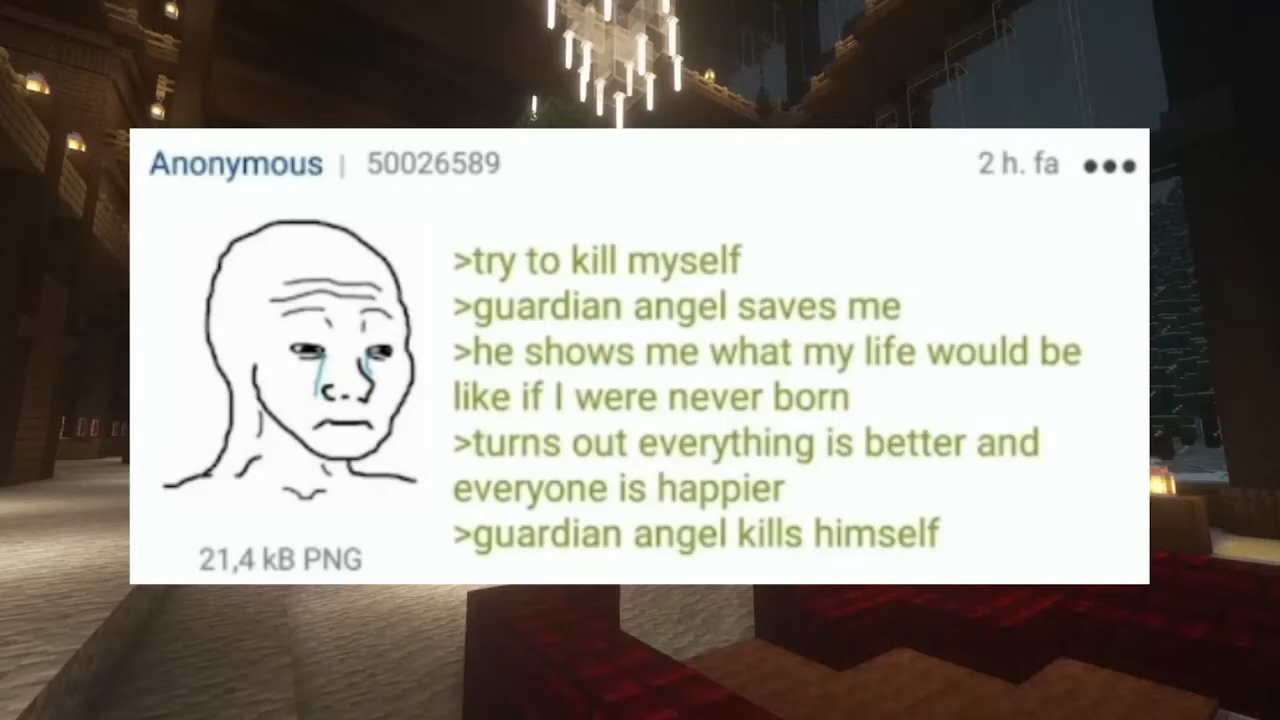 Anonymous | 50026589 2 h. fa
>try to kill myself
>guardian angel saves me
>he shows me what my life would be
like if I were never born
>turns out everything is better and
everyone is happier
>guardian angel kills himself
21,4 kB PNG